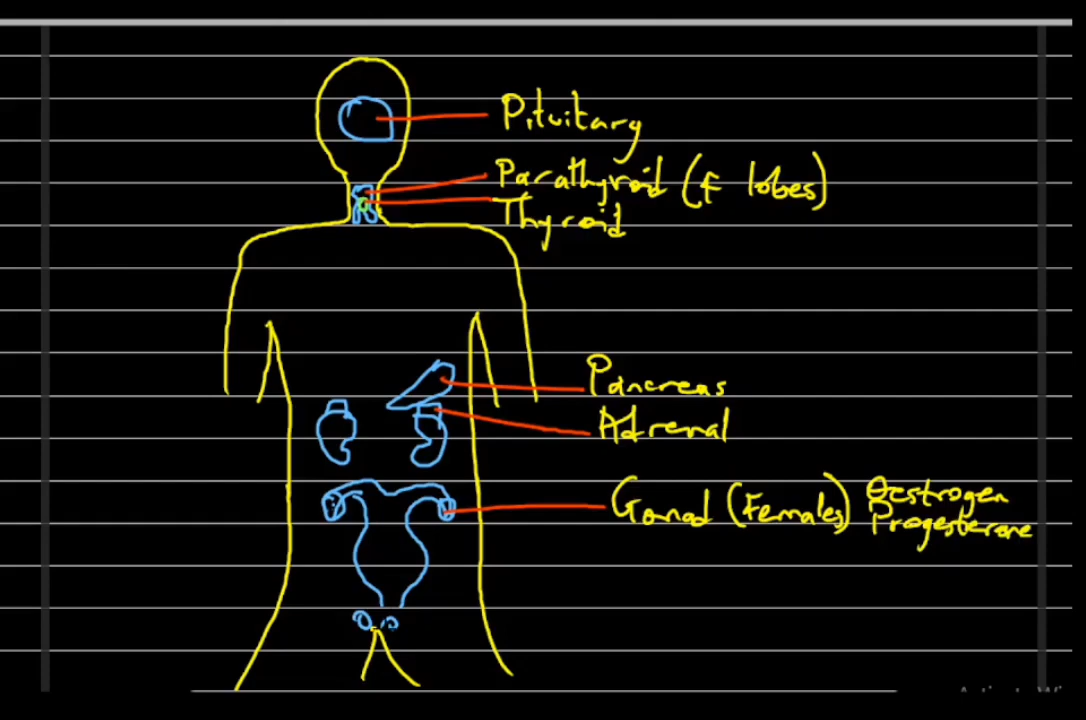 Pituitary
Parathyroid (4 lobes)
Thyroid
Pancreas
Adrenal
Gonad (Females) Oestrogen
Progesterone